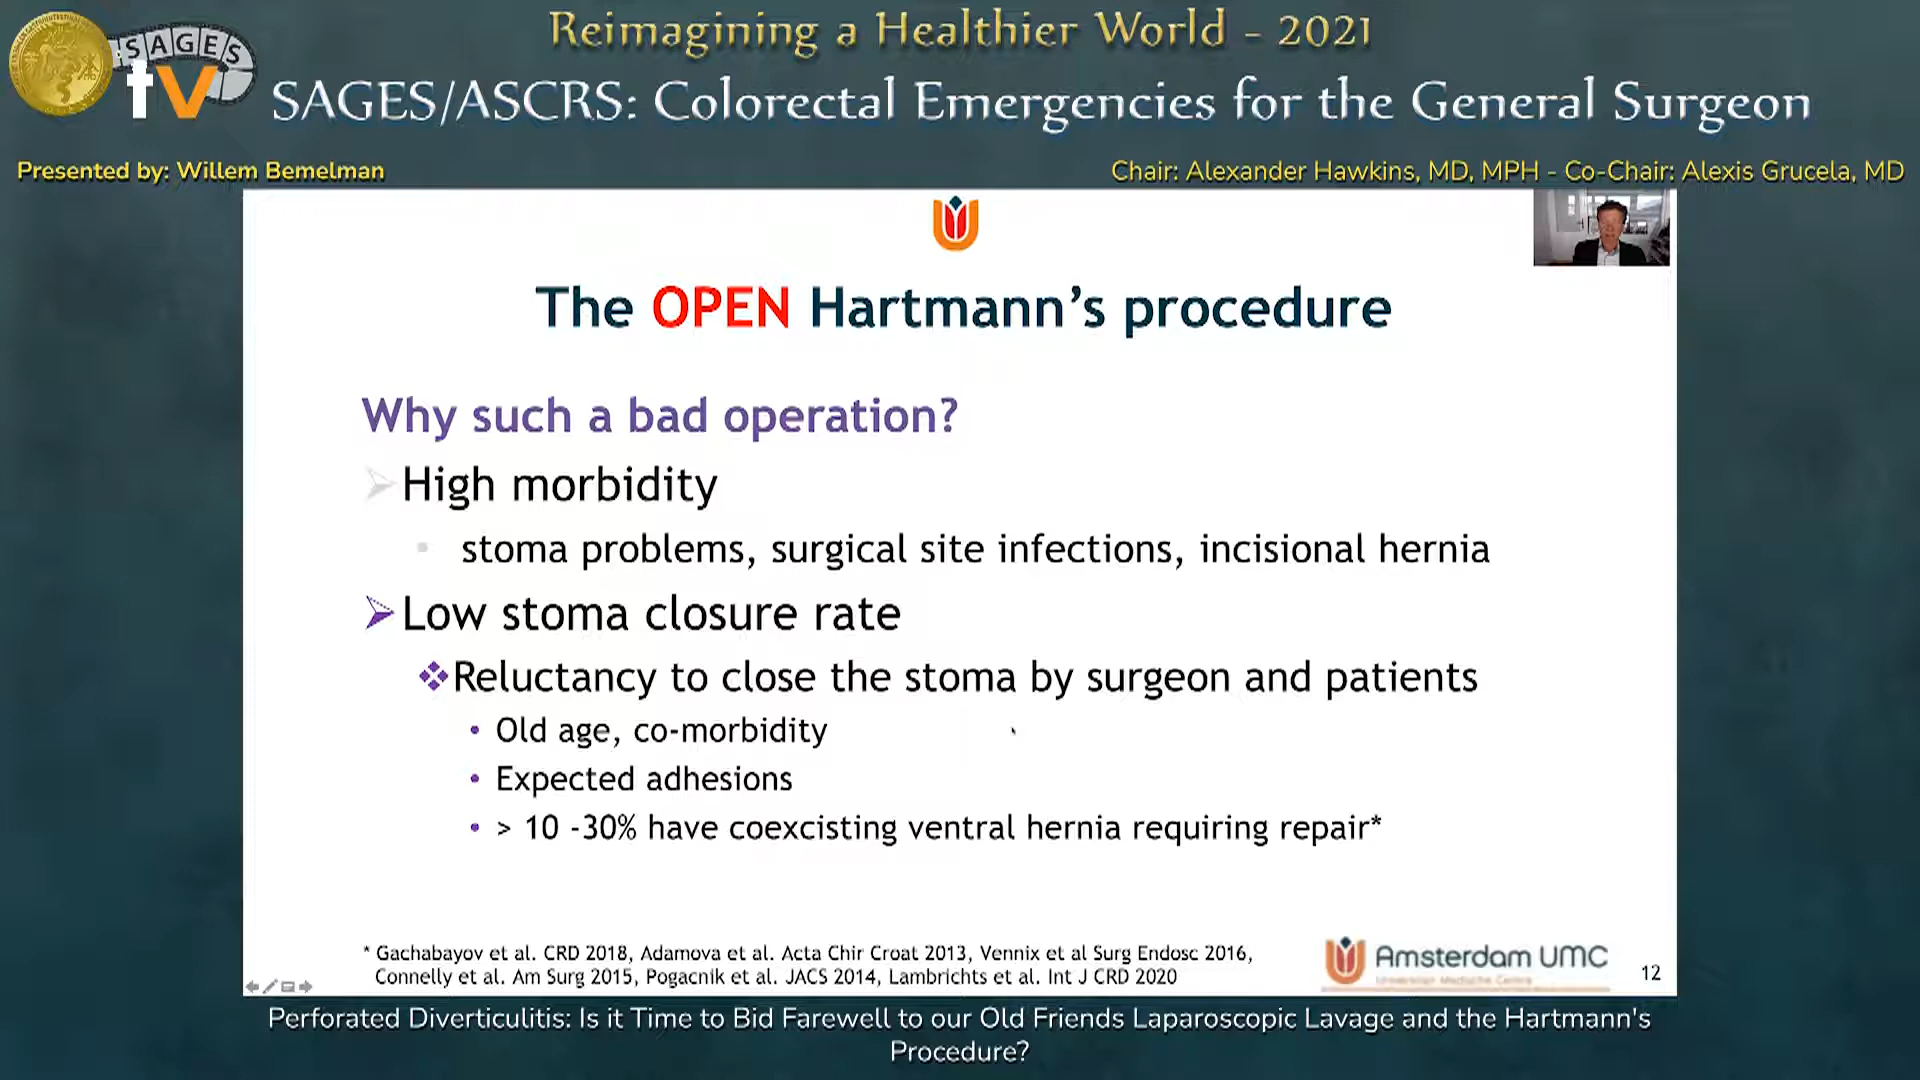 Reimagining a Healthier World - 2021
SAGES
tv
SAGES/ASCRS: Colorectal Emergencies for the General Surgeon
Presented by: Willem Bemelman
Chair: Alexander Hawkins, MD, MPH - Co-Chair: Alexis Grucela, MD
The OPEN Hartmann's procedure
Why such a bad operation?
High morbidity
stoma problems, surgical site infections, incisional hernia
Low stoma closure rate
Reluctancy to close the stoma by surgeon and patients
Old age, co-morbidity
Expected adhesions
> 10 -30% have coexcisting ventral hernia requiring repair*
* Gachabayov et al. CRD 2018, Adamova et al. Acta Chir Croat 2013, Vennix et al Surg Endosc 2016,
Connelly et al. Am Surg 2015, Pogacnik et al. JACS 2014, Lambrichts et al. Int J CRD 2020
Amsterdam UMC
12
Perforated Diverticulitis: Is it Time to Bid Farewell to our Old Friends Laparoscopic Lavage and the Hartmann's
Procedure?